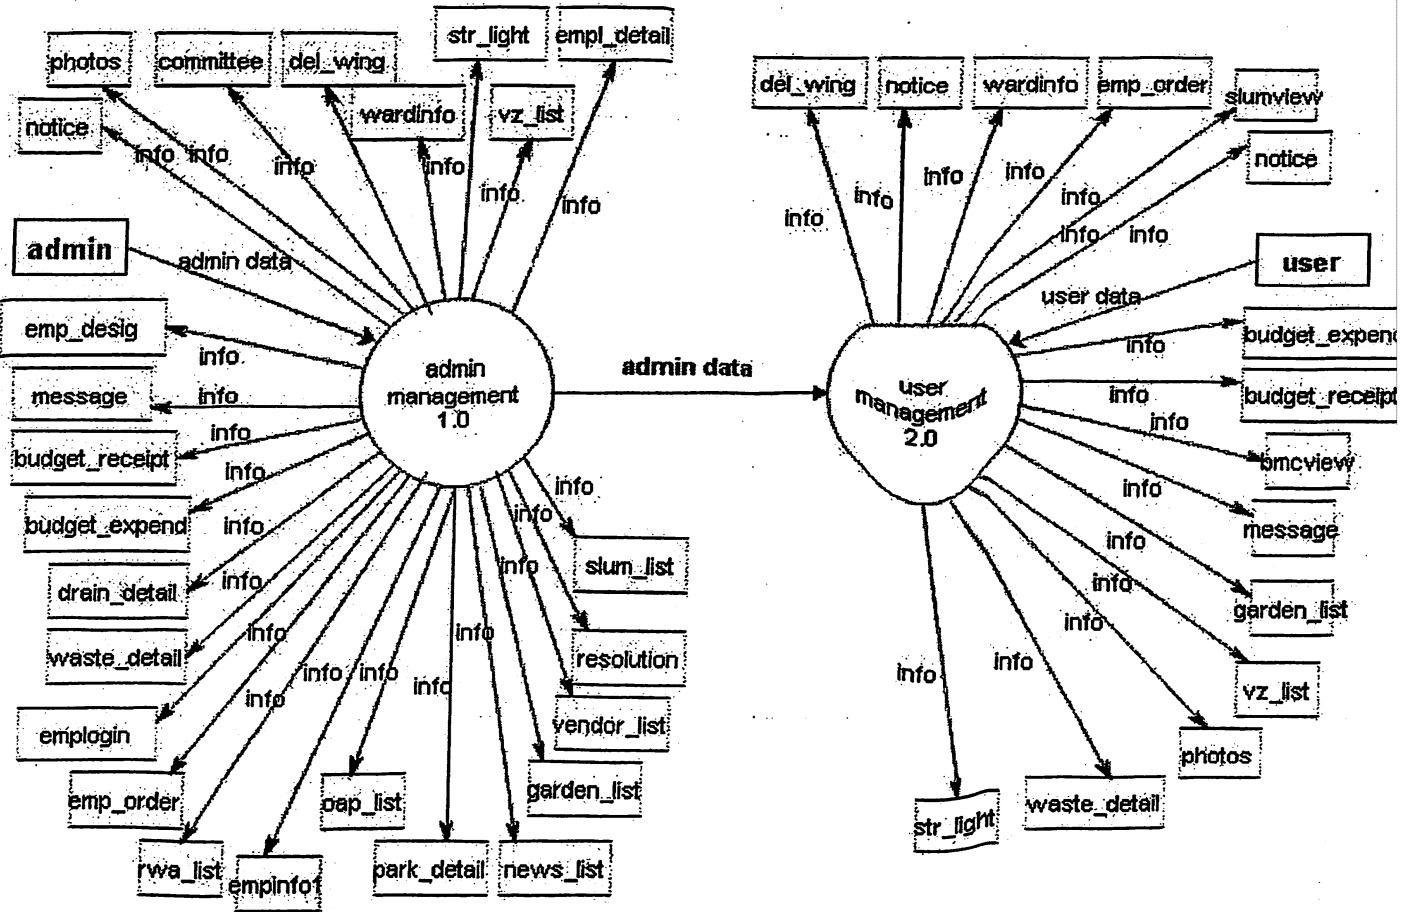 str_light
empl_detail
photos
committee
del_wing
wardinfo
vz_list
notice
info
info
info
info
info
info
admin
admin data
emp_desig
info
message
info
budget_receipt
info
budget_expend
info
drain_detail
info
waste_detail
info
emplogin
info
emp_order
info
rwa_list
info
empinfo1
info
oap_list
info
park_detail
info
news_list
garden_list
vendor_list
info
resolution
info
slum_list
info
admin
management
1.0
admin data
del_wing
notice
wardinfo
emp_order
slumview
notice
info
info
info
info
info
info
info
user
user data
user
management
2.0
budget_expend
info
budget_receipt
info
bmcview
info
message
info
garden_list
info
vz_list
info
photos
info
waste_detail
info
str_light
info